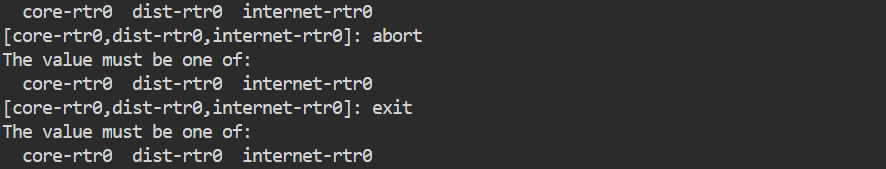 core-rtr0  dist-rtr0  internet-rtr0
[core-rtr0,dist-rtr0,internet-rtr0]: abort
The value must be one of:
  core-rtr0  dist-rtr0  internet-rtr0
[core-rtr0,dist-rtr0,internet-rtr0]: exit
The value must be one of:
  core-rtr0  dist-rtr0  internet-rtr0